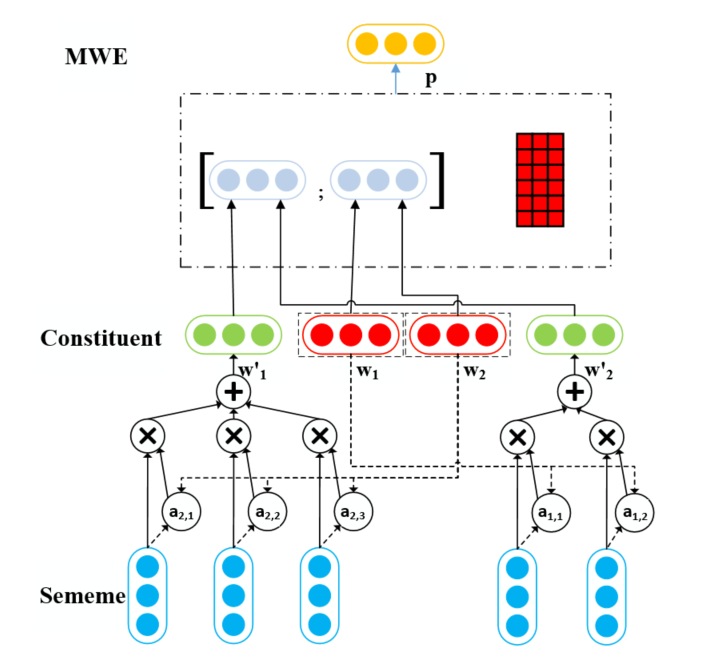 MWE
p
[ ; ]
Constituent
w'1 w1 w2 w'2
+ +
× × × × ×
a2,1 a2,2 a2,3 a1,1 a1,2
Sememe